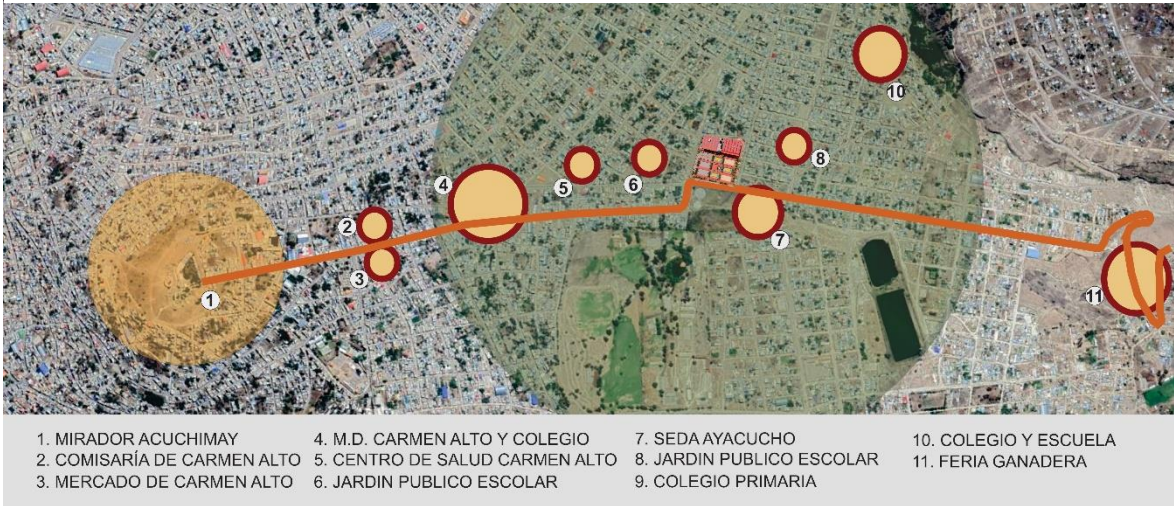 10
8
6
5
4
2
7
3
1
11
1. MIRADOR ACUCHIMAY
2. COMISARÍA DE CARMEN ALTO
3. MERCADO DE CARMEN ALTO
4. M.D. CARMEN ALTO Y COLEGIO
5. CENTRO DE SALUD CARMEN ALTO
6. JARDIN PUBLICO ESCOLAR
7. SEDA AYACUCHO
8. JARDIN PUBLICO ESCOLAR
9. COLEGIO PRIMARIA
10. COLEGIO Y ESCUELA
11. FERIA GANADERA